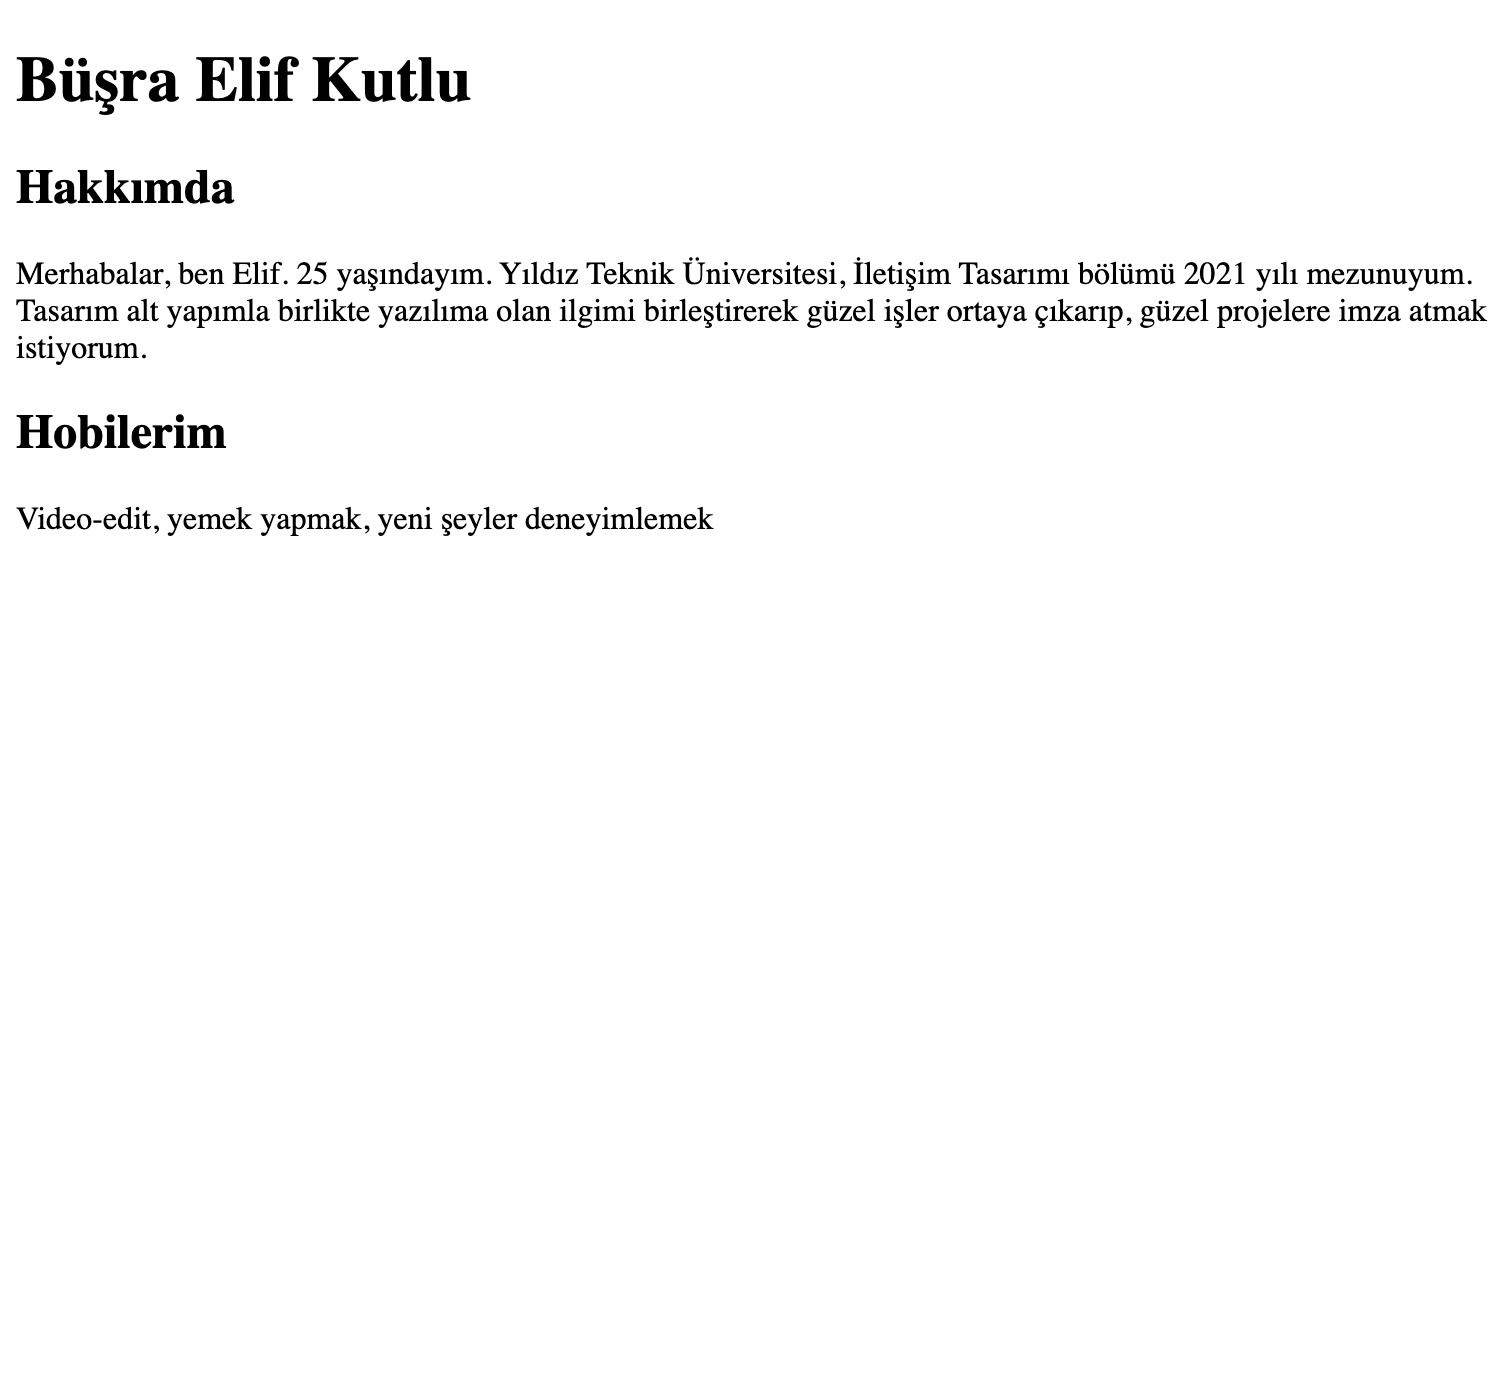 Büşra Elif Kutlu
Hakkımda
Merhabalar, ben Elif. 25 yaşındayım. Yıldız Teknik Üniversitesi, İletişim Tasarımı bölümü 2021 yılı mezunuyum.
Tasarım alt yapımla birlikte yazılıma olan ilgimi birleştirerek güzel işler ortaya çıkarıp, güzel projelere imza atmak
istiyorum.
Hobilerim
Video-edit, yemek yapmak, yeni şeyler deneyimlemek